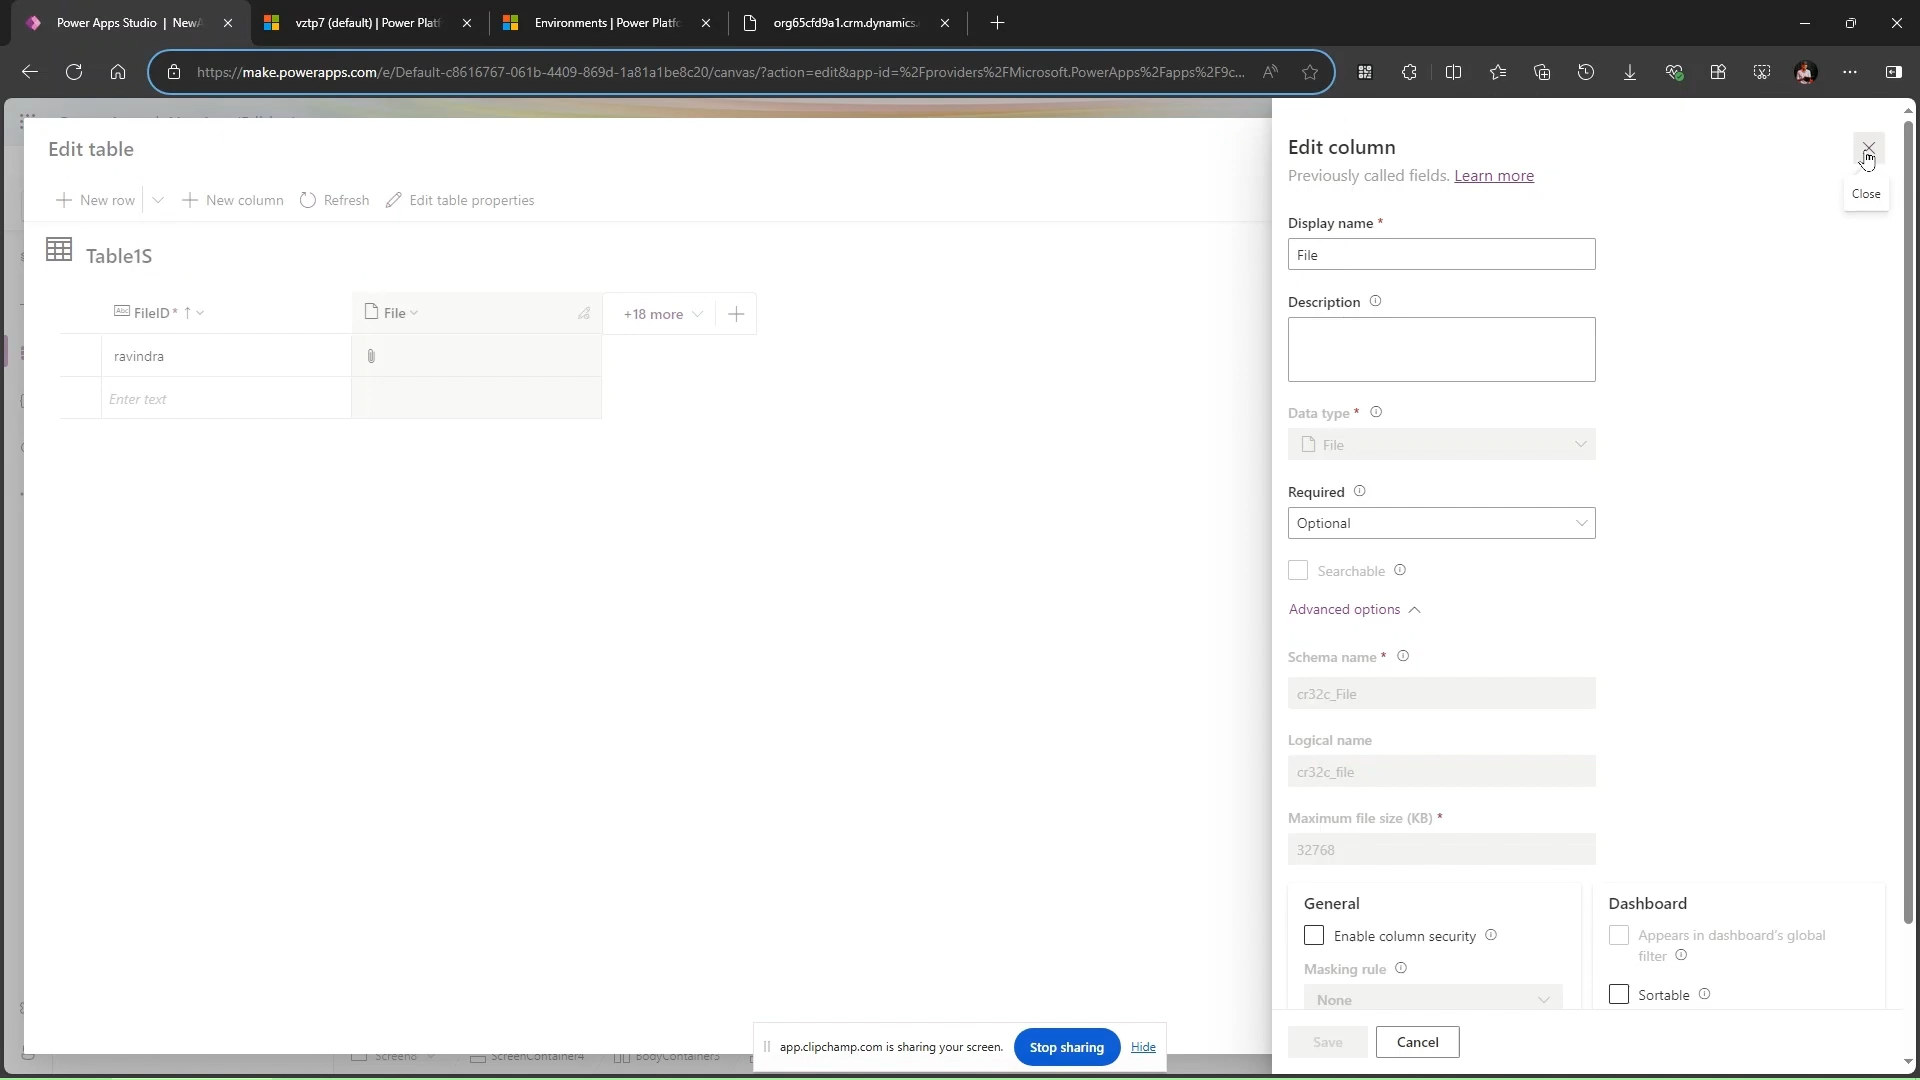 Power Apps Studio | NewA
vztp7 (default) | Power Platf
Environments | Power Platfo
org65cfd9a1.crm.dynamics.
https://make.powerapps.com/e/Default-c8616767-061b-4409-869d-1a81a1be8c20/canvas/?action=edit&app-id=%2Fproviders%2FMicrosoft.PowerApps%2Fapps%2F9c...
Edit table
New row
New column
Refresh
Edit table properties
Table1S
Abc FileID *
File
+18 more
ravindra
Enter text
Edit column
Previously called fields. Learn more
Close
Display name *
File
Description
Data type *
File
Required
Optional
Searchable
Advanced options
Schema name *
cr32c_File
Logical name
cr32c_file
Maximum file size (KB) *
32768
General
Enable column security
Masking rule
None
Dashboard
Appears in dashboard's global
filter
Sortable
Save
Cancel
Screen8
ScreenContainer4
BodyContainer3
app.clipchamp.com is sharing your screen.
Stop sharing
Hide